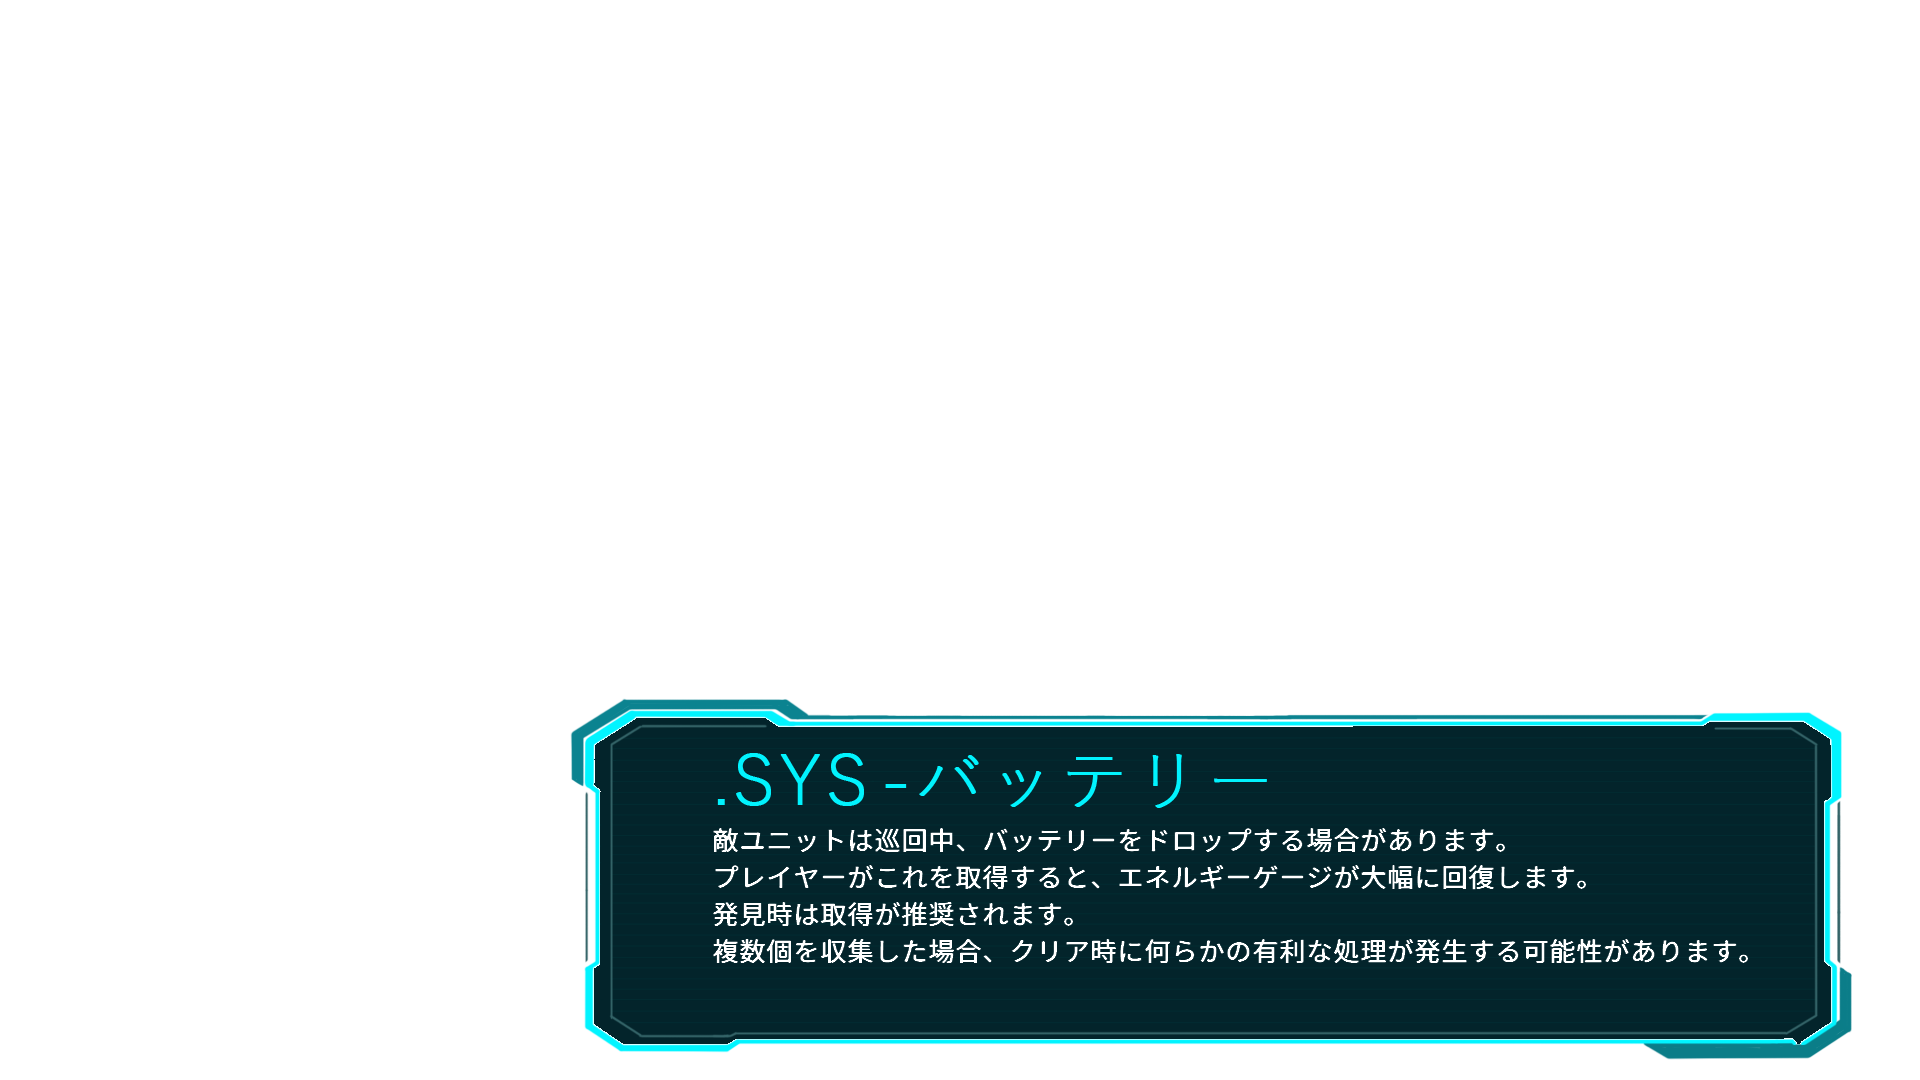 .SYS-バッテリー
敵ユニットは巡回中、バッテリーをドロップする場合があります。
プレイヤーがこれを取得すると、エネルギーゲージが大幅に回復します。
発見時は取得が推奨されます。
複数個を収集した場合、クリア時に何らかの有利な処理が発生する可能性があります。